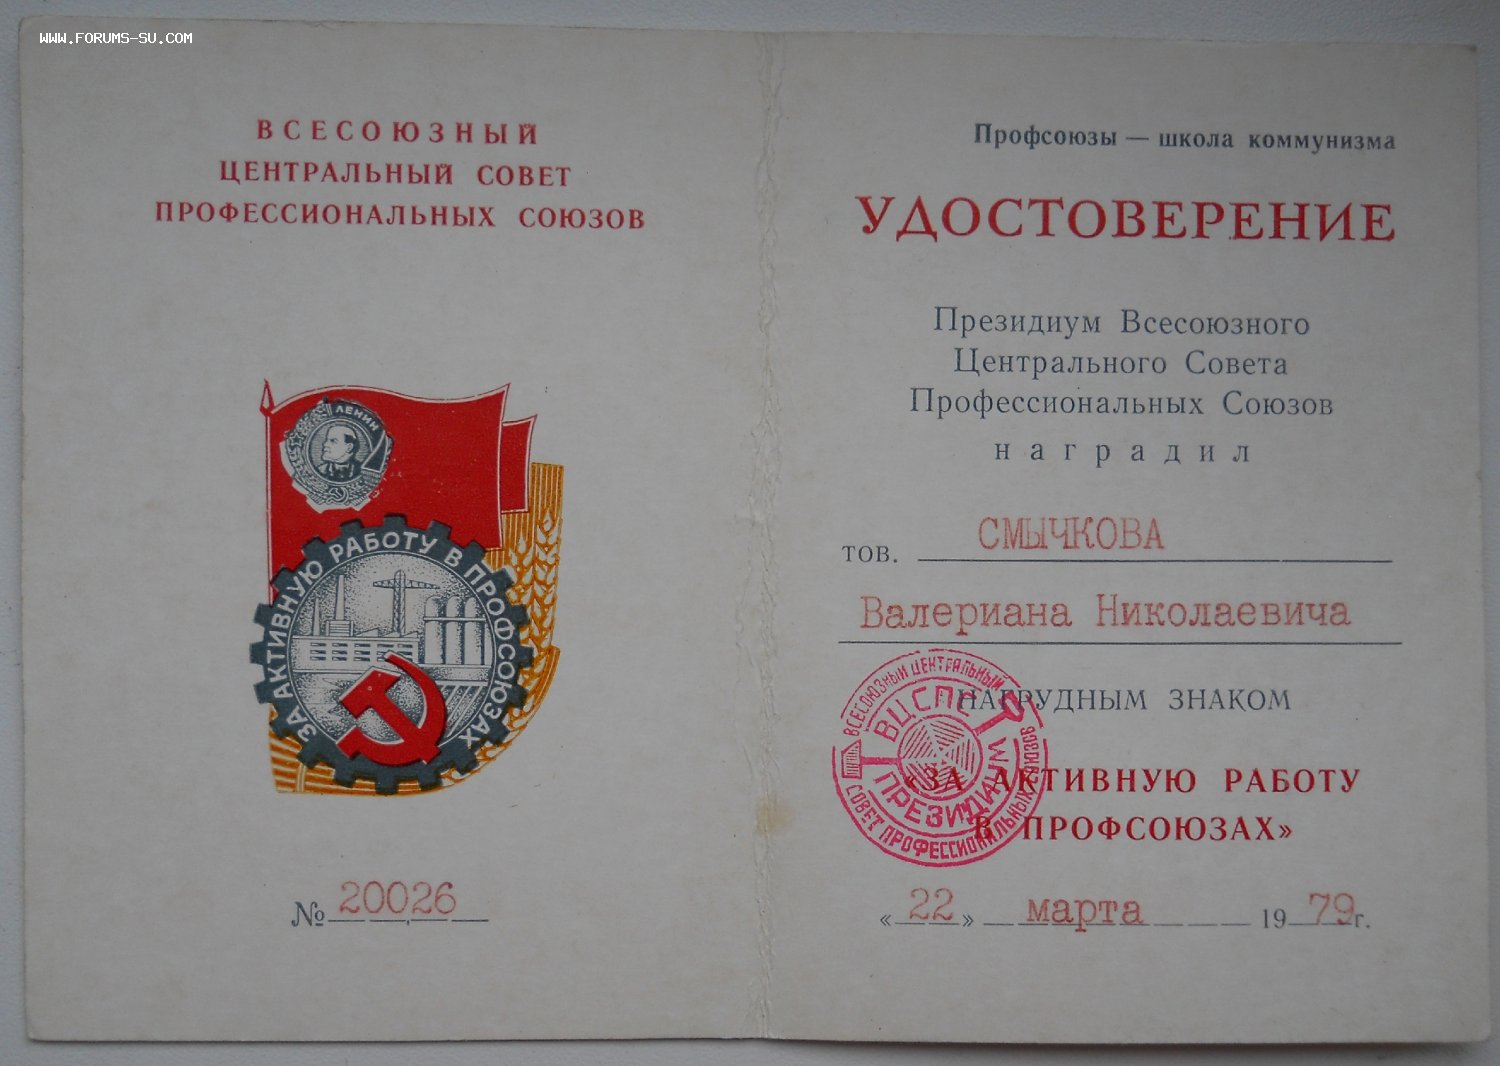 WWW.FORUMS-SU.COM
ВСЕСОЮЗНЫЙ
ЦЕНТРАЛЬНЫЙ СОВЕТ
ПРОФЕССИОНАЛЬНЫХ СОЮЗОВ
ЛЕНИН
ЗА АКТИВНУЮ РАБОТУ В ПРОФСОЮЗАХ
№ 20026
Профсоюзы — школа коммунизма
УДОСТОВЕРЕНИЕ
Президиум Всесоюзного
Центрального Совета
Профессиональных Союзов
наградил
тов. СМЫЧКОВА
Валериана Николаевича
НАГРУДНЫМ ЗНАКОМ
«ЗА АКТИВНУЮ РАБОТУ
В ПРОФСОЮЗАХ»
ВСЕСОЮЗНЫЙ ЦЕНТРАЛЬНЫЙ
СОВЕТ ПРОФЕССИОНАЛЬНЫХ СОЮЗОВ
ВЦСПС
ПРЕЗИДИУМ
«22» марта 1979г.